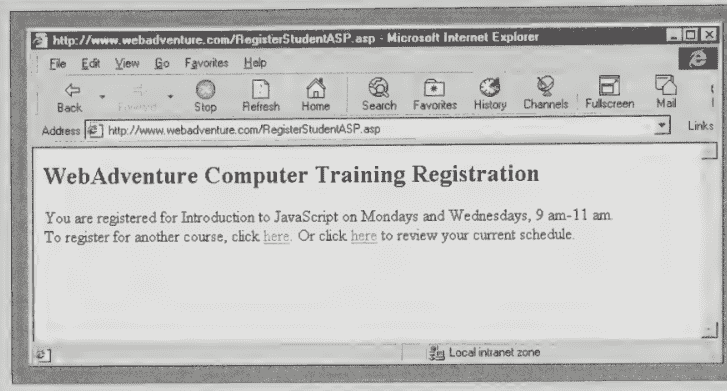 http://www.webadventure.com/RegisterStudentASP.asp - Microsoft Internet Explorer
File Edit View Go Favorites Help
Back Forward Stop Refresh Home Search Favorites History Channels Fullscreen Mail
Address http://www.webadventure.com/RegisterStudentASP.asp Links
WebAdventure Computer Training Registration
You are registered for Introduction to JavaScript on Mondays and Wednesdays, 9 am-11 am
To register for another course, click here. Or click here to review your current schedule.
Local intranet zone